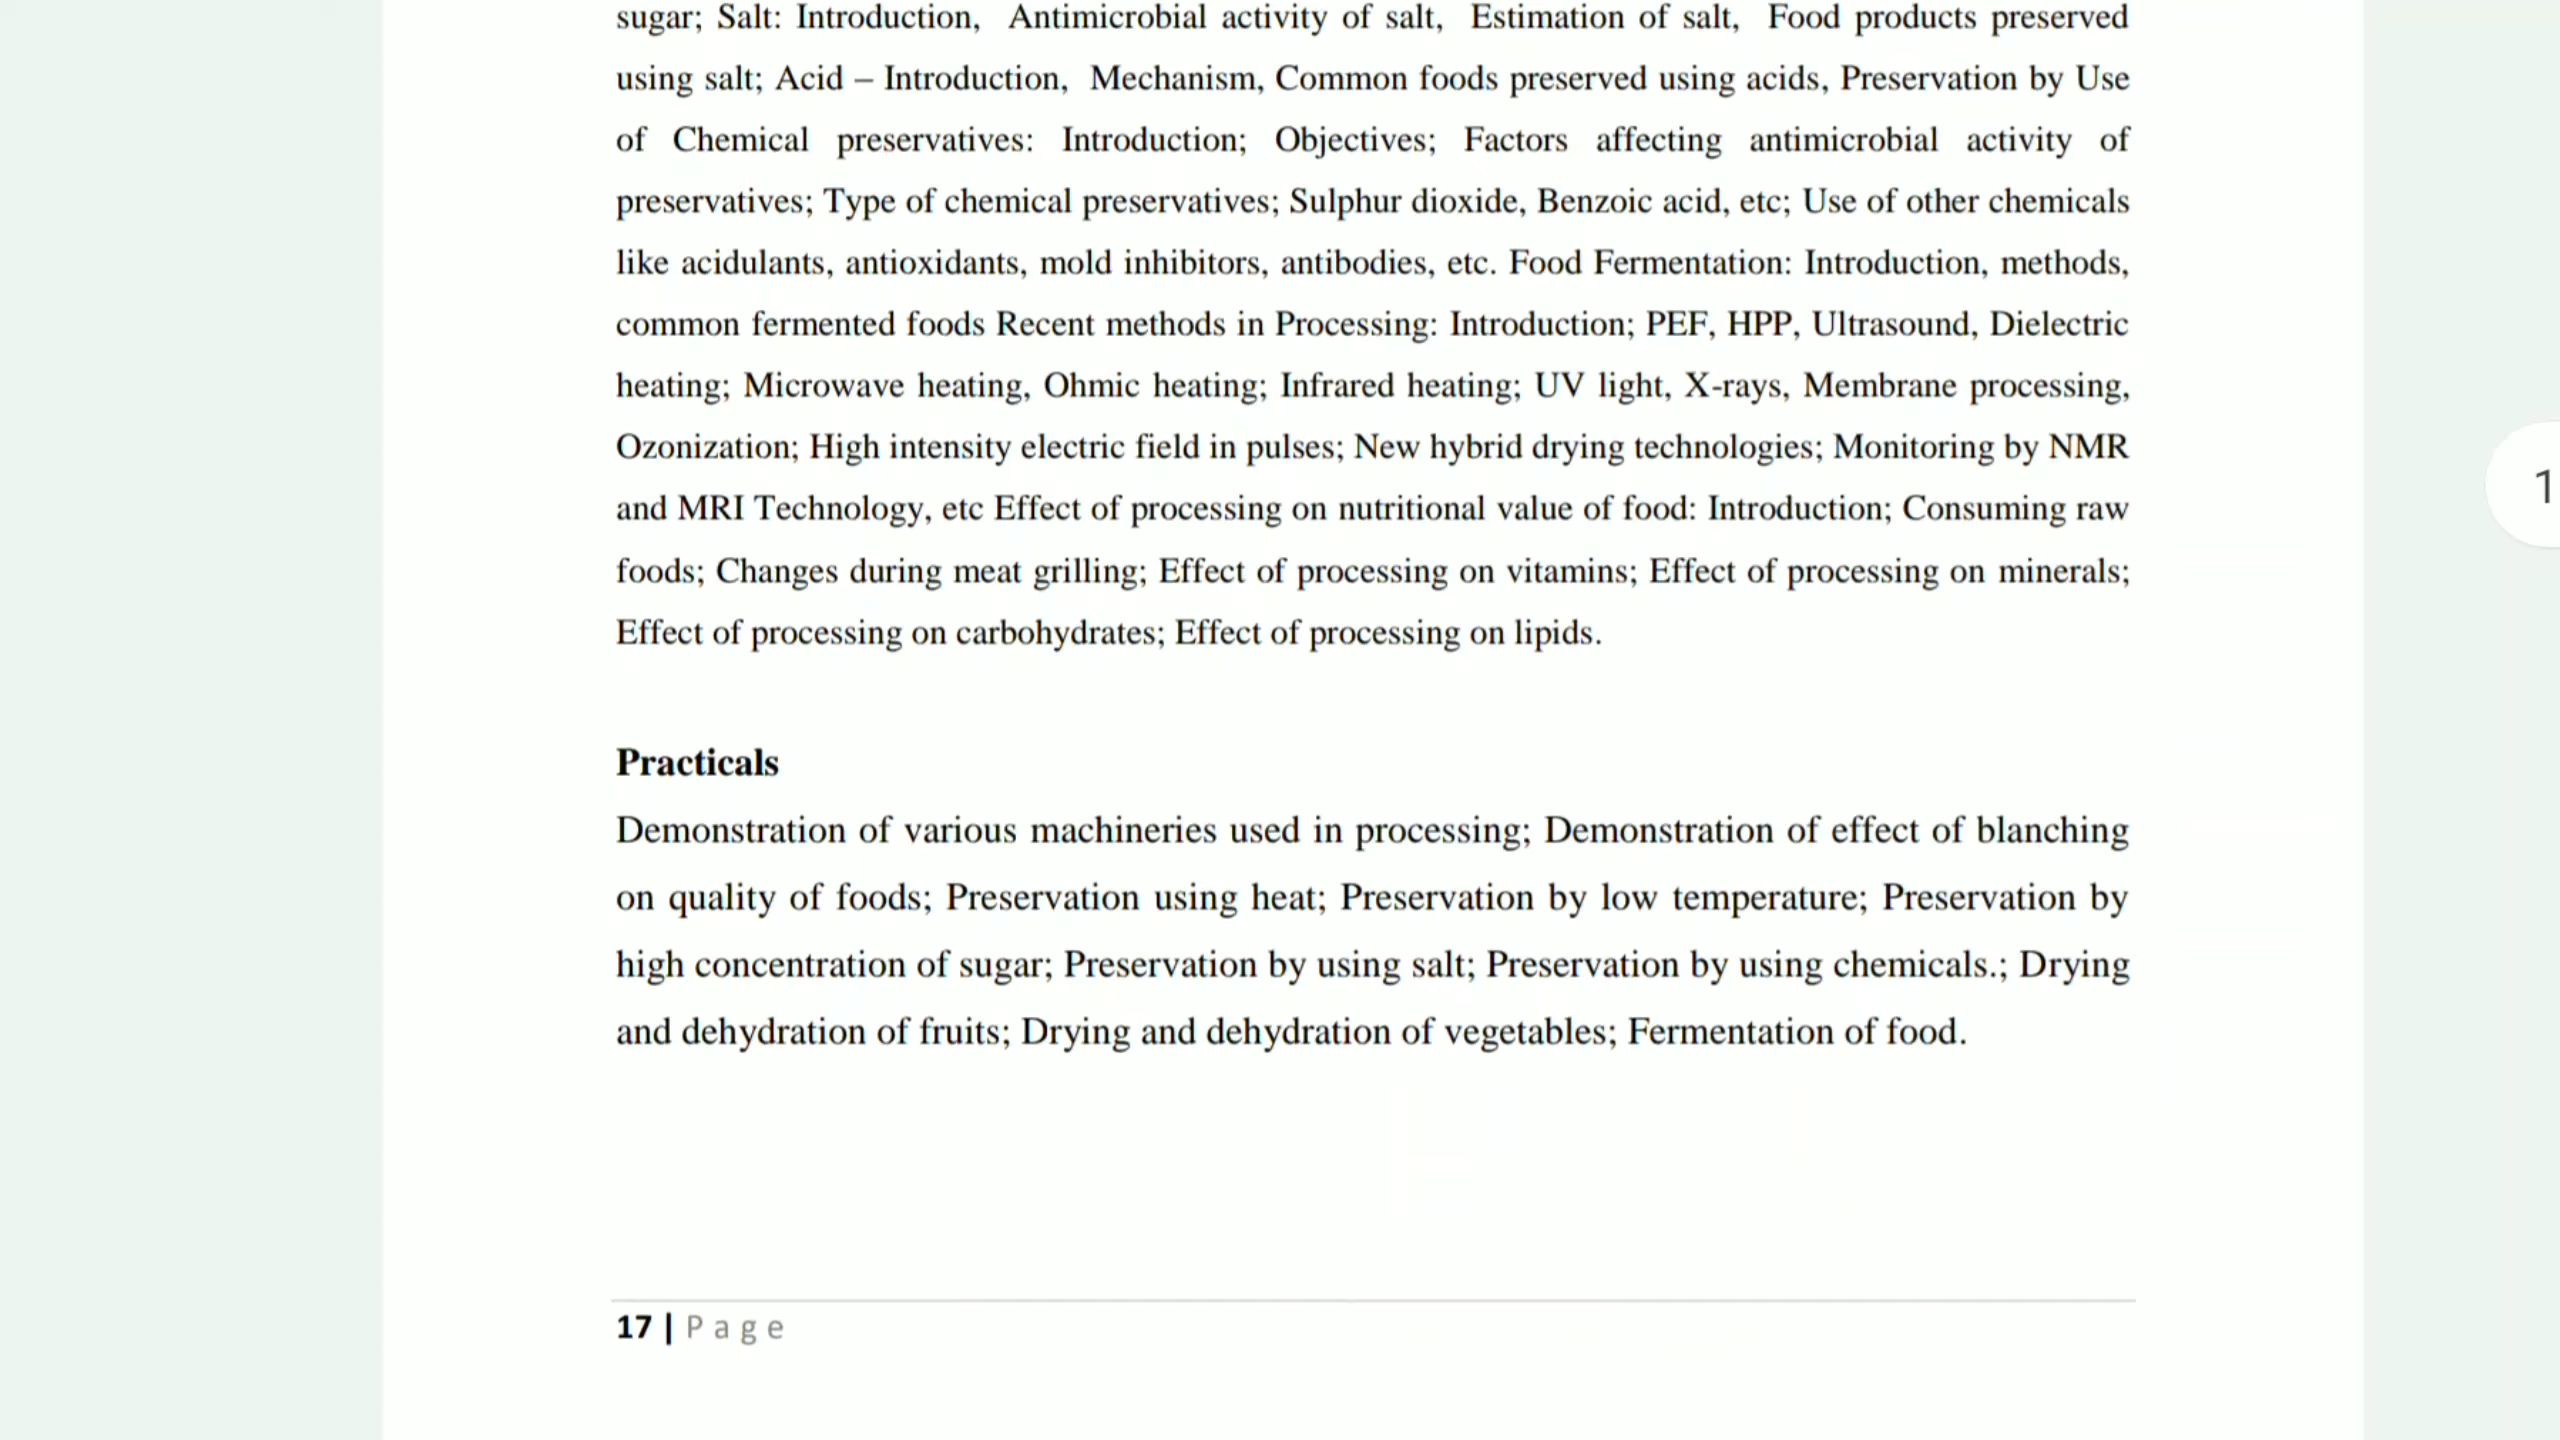 sugar; Salt: Introduction, Antimicrobial activity of salt, Estimation of salt, Food products preserved
using salt; Acid – Introduction, Mechanism, Common foods preserved using acids, Preservation by Use
of Chemical preservatives: Introduction; Objectives; Factors affecting antimicrobial activity of
preservatives; Type of chemical preservatives; Sulphur dioxide, Benzoic acid, etc; Use of other chemicals
like acidulants, antioxidants, mold inhibitors, antibodies, etc. Food Fermentation: Introduction, methods,
common fermented foods Recent methods in Processing: Introduction; PEF, HPP, Ultrasound, Dielectric
heating; Microwave heating, Ohmic heating; Infrared heating; UV light, X-rays, Membrane processing,
Ozonization; High intensity electric field in pulses; New hybrid drying technologies; Monitoring by NMR
and MRI Technology, etc Effect of processing on nutritional value of food: Introduction; Consuming raw
foods; Changes during meat grilling; Effect of processing on vitamins; Effect of processing on minerals;
Effect of processing on carbohydrates; Effect of processing on lipids.
Practicals
Demonstration of various machineries used in processing; Demonstration of effect of blanching
on quality of foods; Preservation using heat; Preservation by low temperature; Preservation by
high concentration of sugar; Preservation by using salt; Preservation by using chemicals.; Drying
and dehydration of fruits; Drying and dehydration of vegetables; Fermentation of food.
17 | Page
1